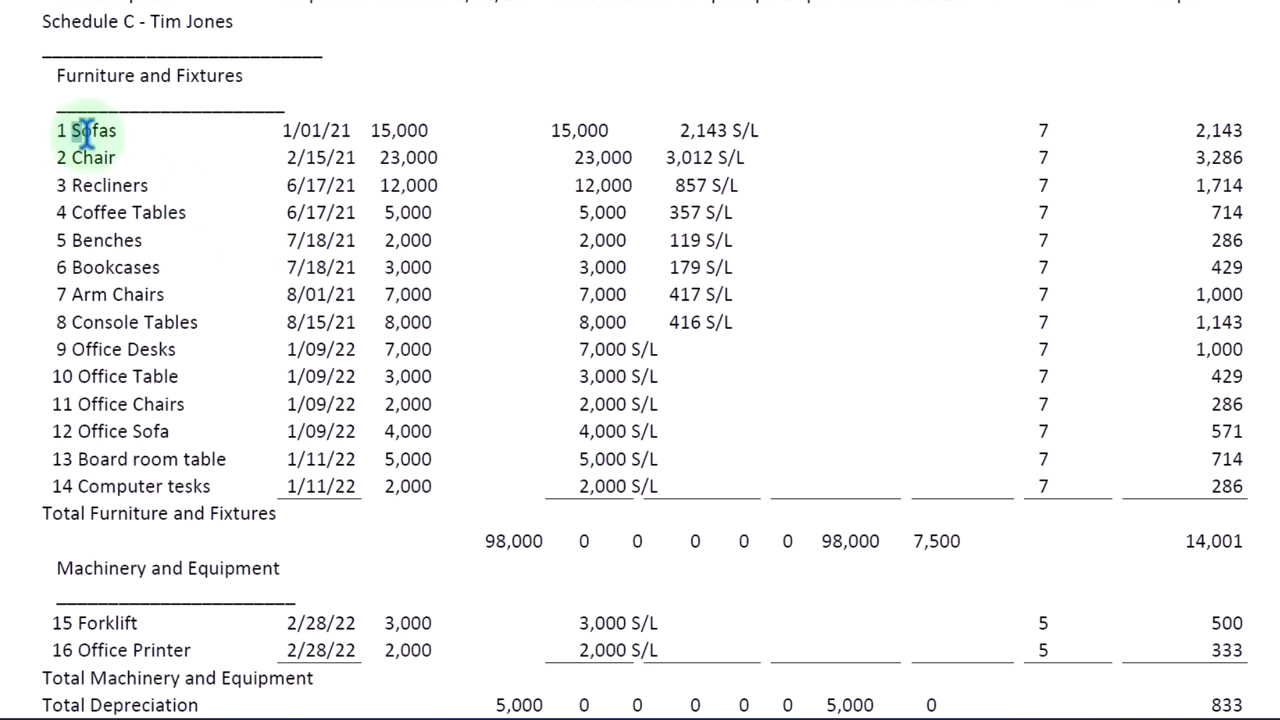 Schedule C - Tim Jones
Furniture and Fixtures
1 Sofas 1/01/21 15,000 15,000 2,143 S/L 7 2,143
2 Chair 2/15/21 23,000 23,000 3,012 S/L 7 3,286
3 Recliners 6/17/21 12,000 12,000 857 S/L 7 1,714
4 Coffee Tables 6/17/21 5,000 5,000 357 S/L 7 714
5 Benches 7/18/21 2,000 2,000 119 S/L 7 286
6 Bookcases 7/18/21 3,000 3,000 179 S/L 7 429
7 Arm Chairs 8/01/21 7,000 7,000 417 S/L 7 1,000
8 Console Tables 8/15/21 8,000 8,000 416 S/L 7 1,143
9 Office Desks 1/09/22 7,000 7,000 S/L 7 1,000
10 Office Table 1/09/22 3,000 3,000 S/L 7 429
11 Office Chairs 1/09/22 2,000 2,000 S/L 7 286
12 Office Sofa 1/09/22 4,000 4,000 S/L 7 571
13 Board room table 1/11/22 5,000 5,000 S/L 7 714
14 Computer tesks 1/11/22 2,000 2,000 S/L 7 286
Total Furniture and Fixtures
98,000 0 0 0 0 0 98,000 7,500 14,001
Machinery and Equipment
15 Forklift 2/28/22 3,000 3,000 S/L 5 500
16 Office Printer 2/28/22 2,000 2,000 S/L 5 333
Total Machinery and Equipment
Total Depreciation 5,000 0 0 0 0 0 5,000 0 833